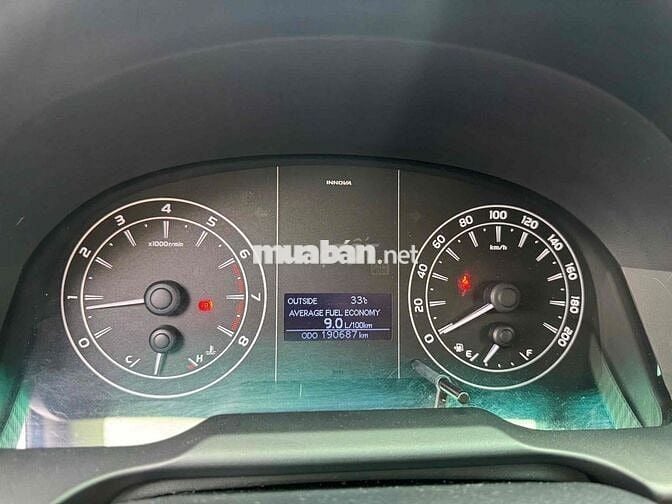 INNOVA
muaban.net
x1000r/min
0
1
2
3
4
5
6
7
8
C
H
OUTSIDE 33℃
AVERAGE FUEL ECONOMY
9.0 L/100km
ODO 190687 km
km/h
0
20
40
60
80
100
120
140
160
180
200
E
F